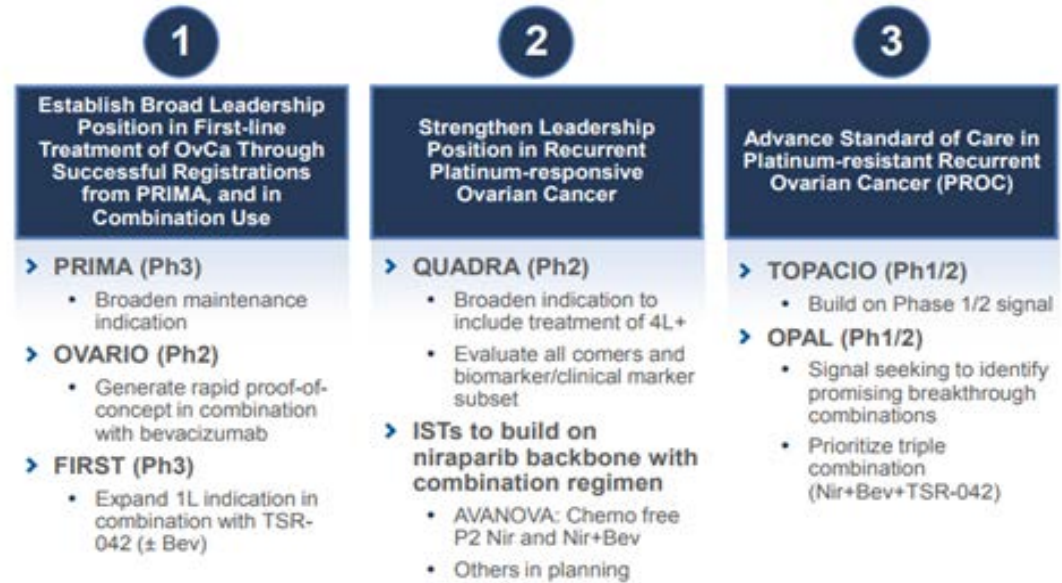 1
Establish Broad Leadership
Position in First-line
Treatment of OvCa Through
Successful Registrations
from PRIMA, and in
Combination Use
> PRIMA (Ph3)
• Broaden maintenance
indication
> OVARIO (Ph2)
• Generate rapid proof-of-
concept in combination
with bevacizumab
> FIRST (Ph3)
• Expand 1L indication in
combination with TSR-
042 (± Bev)
2
Strengthen Leadership
Position in Recurrent
Platinum-responsive
Ovarian Cancer
> QUADRA (Ph2)
• Broaden indication to
include treatment of 4L+
• Evaluate all comers and
biomarker/clinical marker
subset
> ISTs to build on
niraparib backbone with
combination regimen
• AVANOVA: Chemo free
P2 Nir and Nir+Bev
• Others in planning
3
Advance Standard of Care in
Platinum-resistant Recurrent
Ovarian Cancer (PROC)
> TOPACIO (Ph1/2)
• Build on Phase 1/2 signal
> OPAL (Ph1/2)
• Signal seeking to identify
promising breakthrough
combinations
• Prioritize triple
combination
(Nir+Bev+TSR-042)